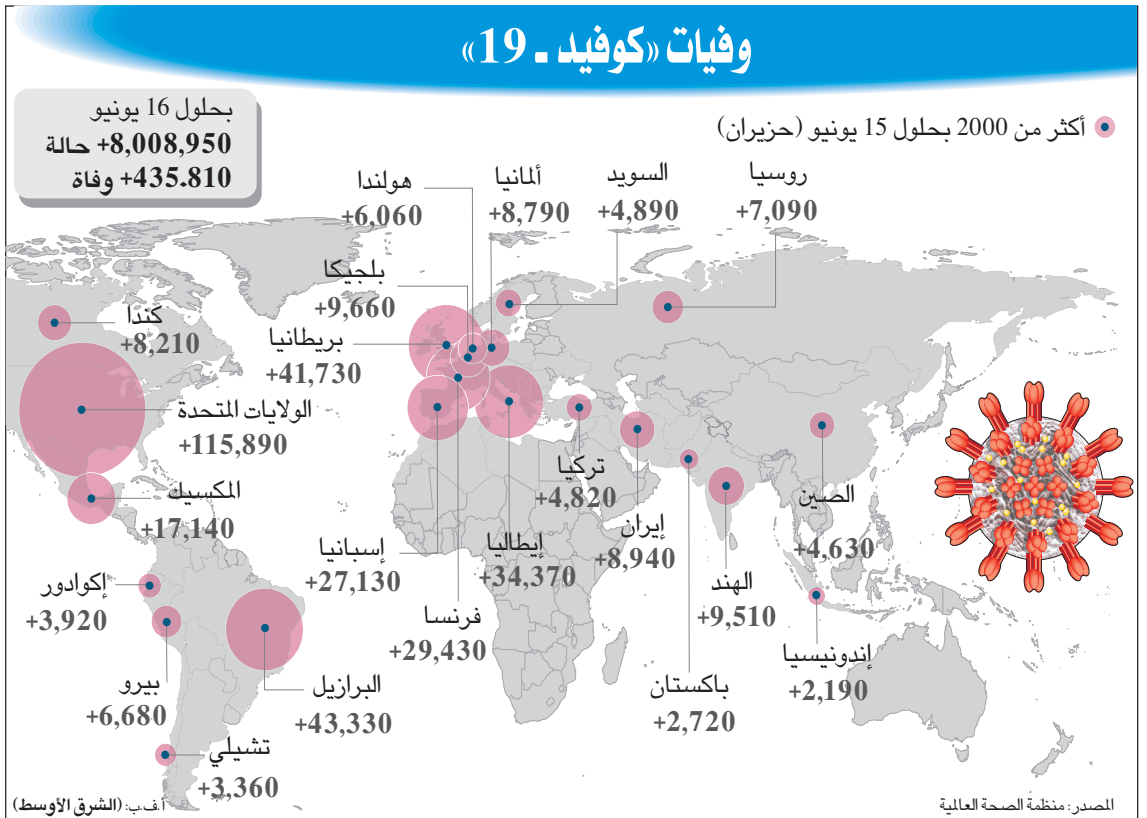 وفيات «كوفيد ـ 19»
بحلول 16 يونيو
+8,008,950 حالة
+435.810 وفاة
أكثر من 2000 بحلول 15 يونيو (حزيران)
روسيا
+7,090
السويد
+4,890
ألمانيا
+8,790
هولندا
+6,060
بلجيكا
+9,660
بريطانيا
+41,730
كندا
+8,210
الولايات المتحدة
+115,890
المكسيك
+17,140
إسبانيا
+27,130
فرنسا
+29,430
إيطاليا
+34,370
تركيا
+4,820
إيران
+8,940
الصين
+4,630
الهند
+9,510
باكستان
+2,720
إندونيسيا
+2,190
إكوادور
+3,920
بيرو
+6,680
البرازيل
+43,330
تشيلي
+3,360
المصدر: منظمة الصحة العالمية
أ.ف.ب: (الشرق الأوسط)